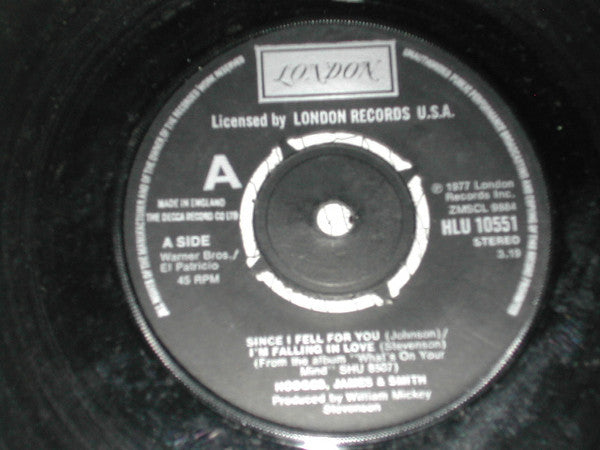 LONDON
Licensed by LONDON RECORDS U.S.A.
A
MADE IN ENGLAND
THE DECCA RECORD CO LTD
A SIDE
Warner Bros./
El Patricio
45 RPM
℗ 1977 London
Records Inc.
ZMSCL 9884
HLU 10551
STEREO
3.19
SINCE I FELL FOR YOU (Johnson)/
I'M FALLING IN LOVE (Stevenson)
(From the album "What's On Your
Mind" SHU 8507)
HODGES, JAMES & SMITH
Produced by William Mickey
Stevenson